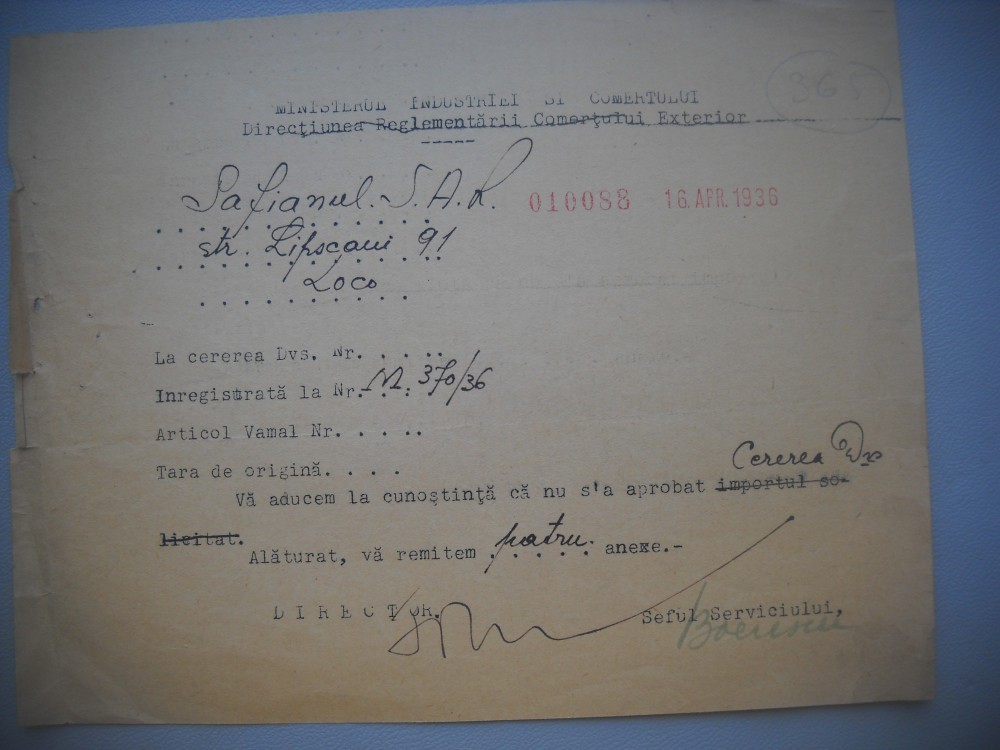 965
MINISTERUL INDUSTRIEI SI COMERTULUI
Direcţiunea Reglementării Comerţului Exterior
-----
Safianul. S.A.R. 010088 16. APR. 1936
str. Lipscani 91
Loco
La cererea Dvs. Nr. . . ..
Inregistrată la Nr. M. 370/36
Articol Vamal Nr. . . ..
Tara de origină. . . .
Cererea Dvs
Vă aducem la cunoştinţă că nu s'a aprobat importul so-
licitat.
Alăturat, vă remitem patru. anexe.-
DIRECTOR.
Seful Serviciului,